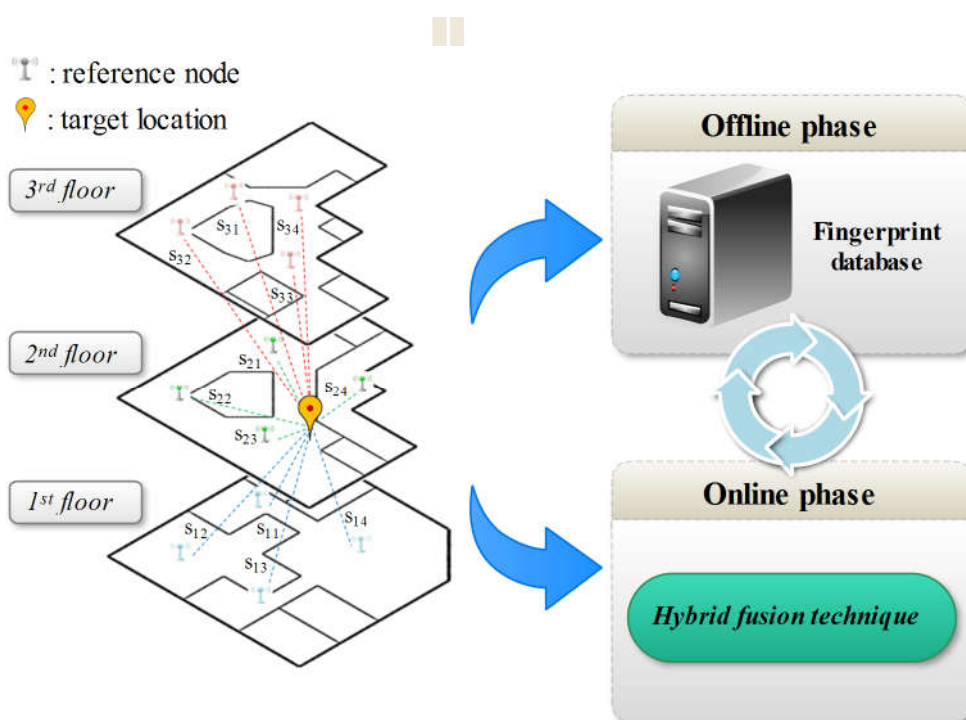 : reference node
: target location
3rd floor
S31
S34
S32
S33
2nd floor
S21
S22
S24
S23
1st floor
S12
S11
S14
S13
Offline phase
Fingerprint
database
Online phase
Hybrid fusion technique